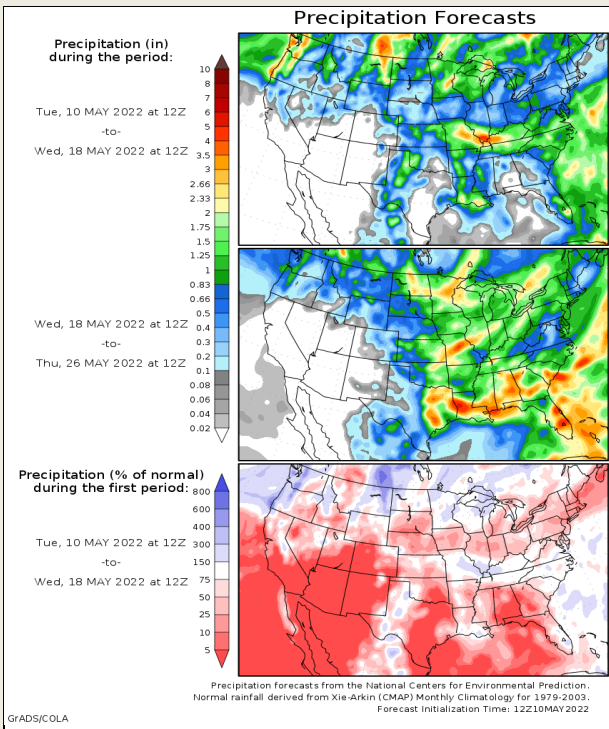 Precipitation Forecasts
Precipitation (in)
during the period:
Tue, 10 MAY 2022 at 12Z
-to-
Wed, 18 MAY 2022 at 12Z
10
8
7
6
5
4
3.5
3
2.66
2.33
2
1.75
1.5
1.25
1
0.83
0.66
0.5
0.4
0.3
0.2
0.1
0.08
0.06
0.04
0.02
Wed, 18 MAY 2022 at 12Z
-to-
Thu, 26 MAY 2022 at 12Z
Precipitation (% of normal)
during the first period:
Tue, 10 MAY 2022 at 12Z
-to-
Wed, 18 MAY 2022 at 12Z
800
600
400
300
150
75
50
25
10
5
Precipitation forecasts from the National Centers for Environmental Prediction.
Normal rainfall derived from Xie-Arkin (CMAP) Monthly Climatology for 1979-2003.
Forecast Initialization Time: 12Z10MAY2022
GrADS/COLA